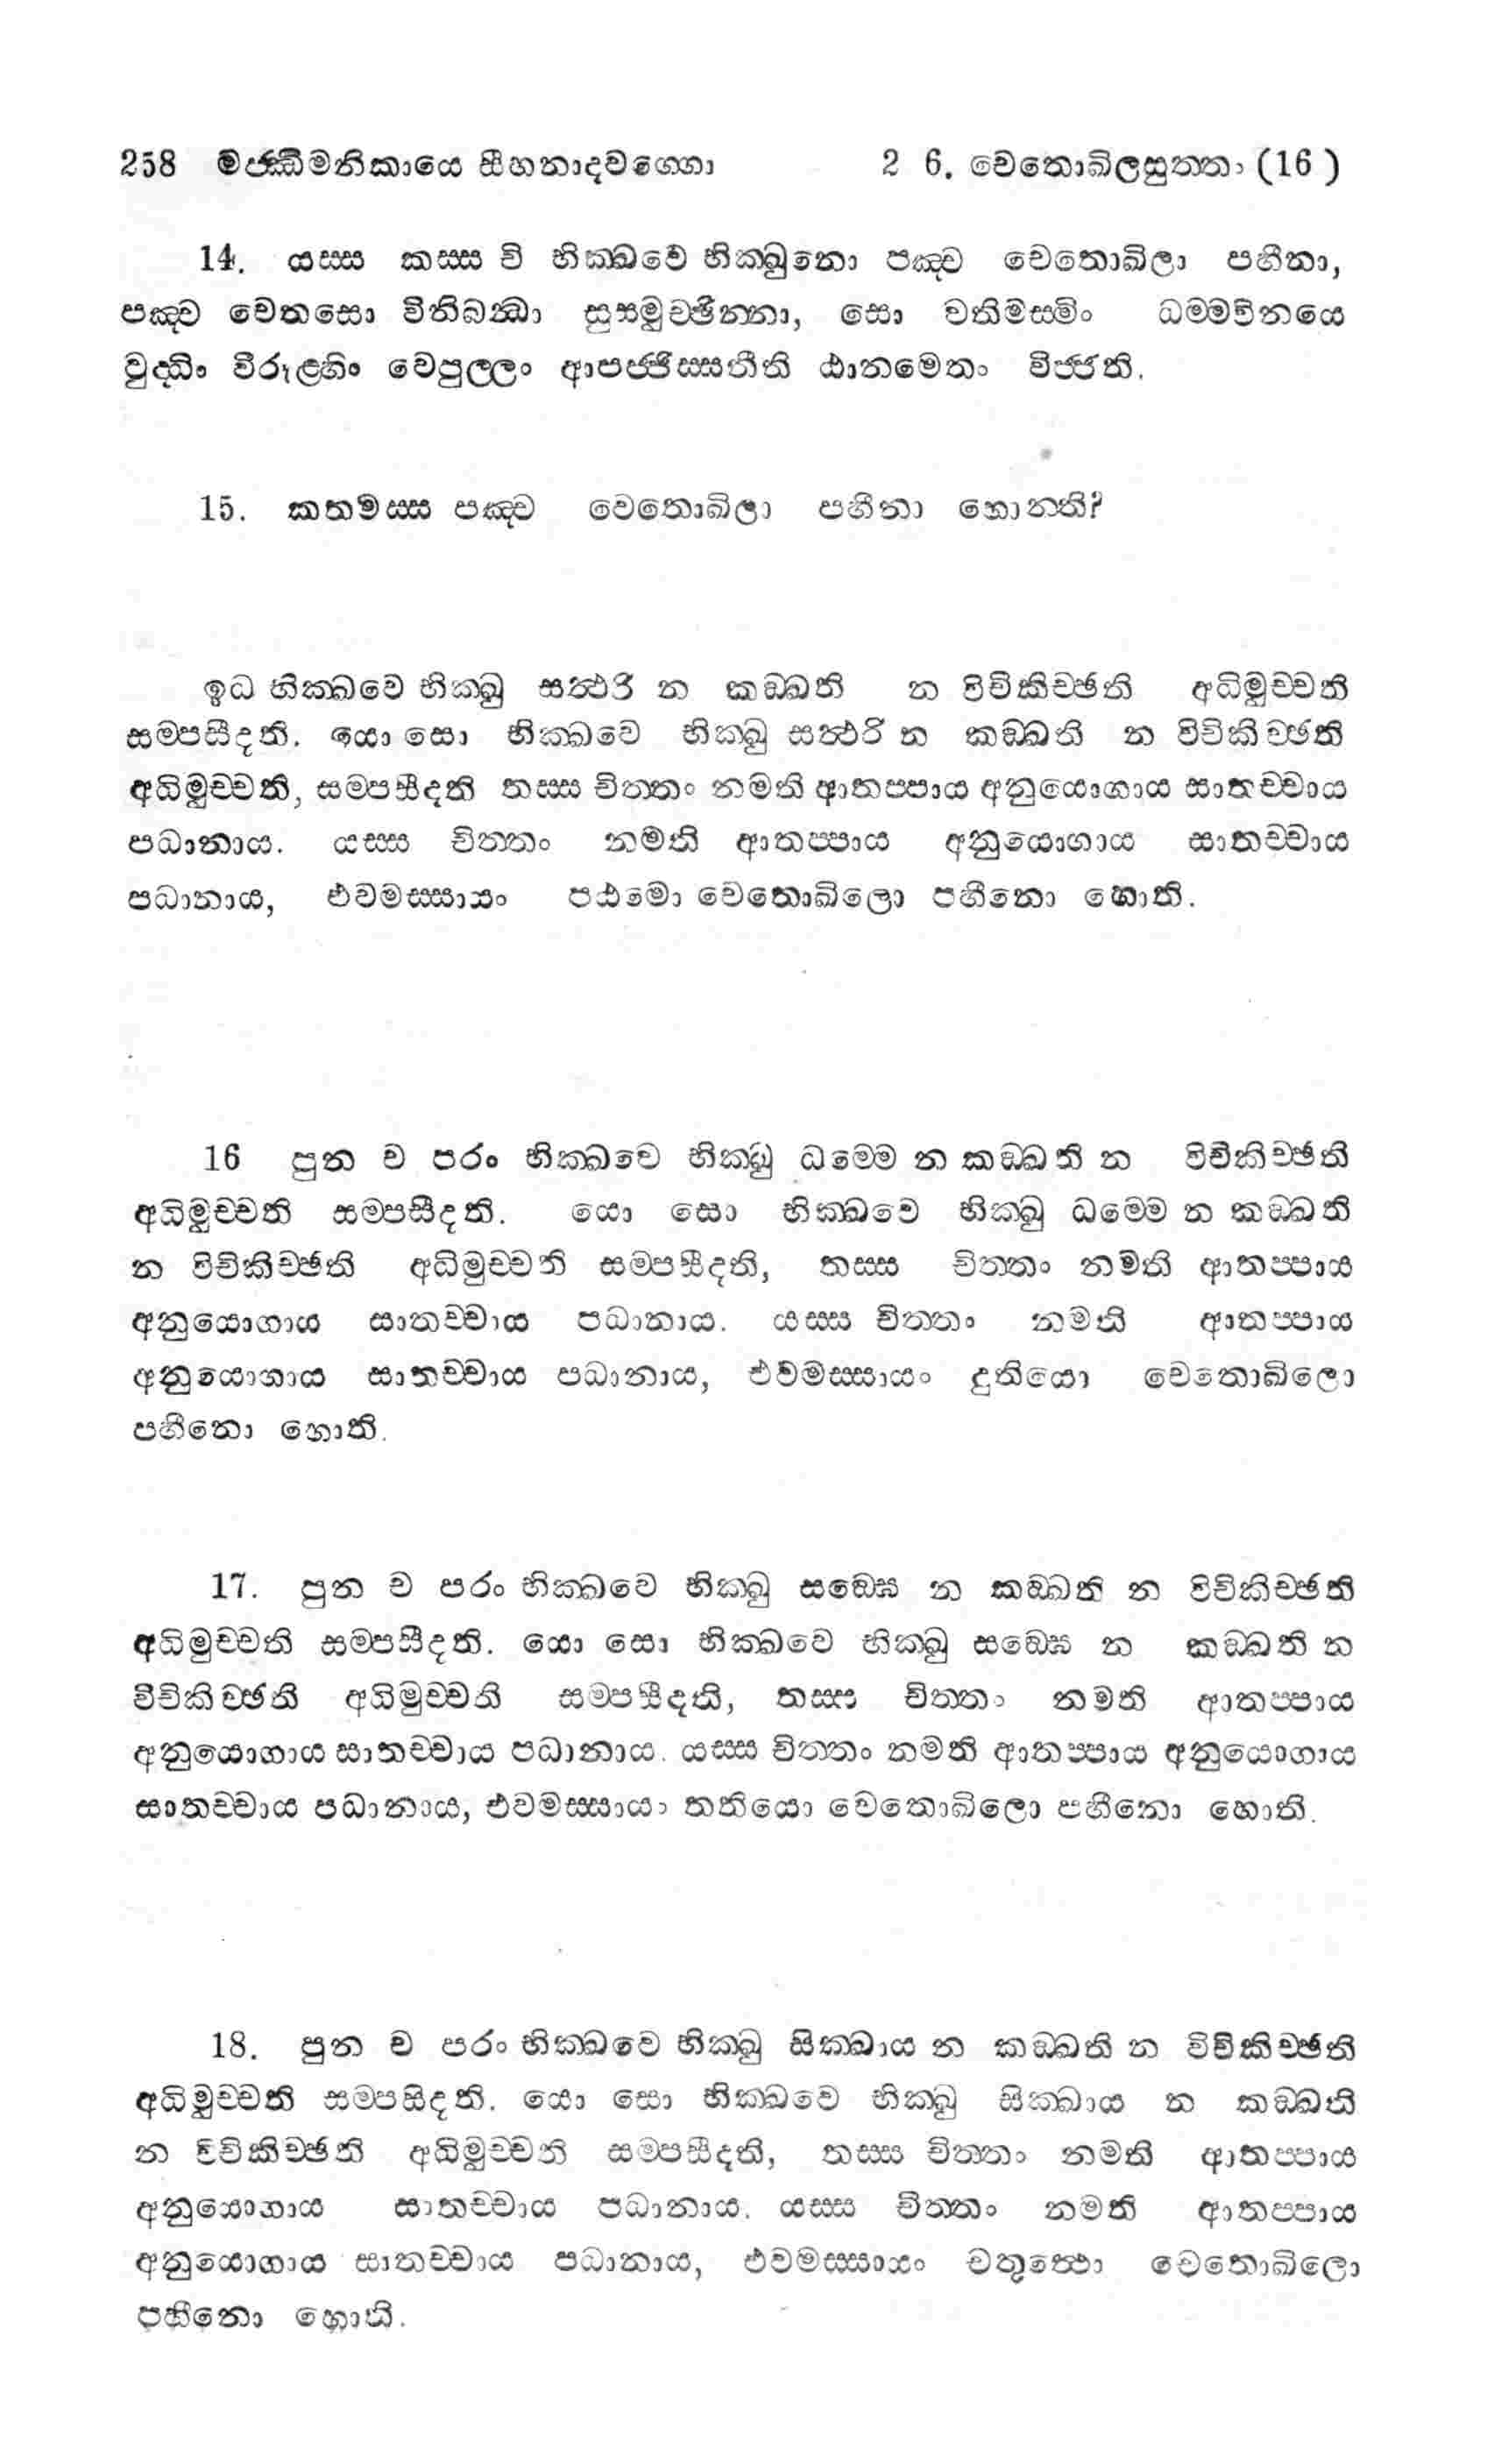 258 මජ්ඣිමනිකායෙ සීහනාදවග්ගො 2 6. චෙතොඛිලසුත්තං (16)
14. යස්ස කස්ස චි භික්ඛවෙ භික්ඛුනො පඤ්ච චෙතොඛිලා පහීනා,
පඤ්ච චෙතසො විනිබන්ධා සුසමුච්ඡින්නා, සො වතිමස්මිං ධම්මවිනයෙ
වුද්ධිං විරූළ්හිං වෙපුල්ලං ආපජ්ජිස්සතීති ඨානමෙතං විජ්ජති.
15. කතමස්ස පඤ්ච චෙතොඛිලා පහීනා හොන්ති?
ඉධ භික්ඛවෙ භික්ඛු සත්ථරි න කඞ්ඛති න විචිකිච්ඡති අධිමුච්චති
සම්පසීදති. යො සො භික්ඛවෙ භික්ඛු සත්ථරි න කඞ්ඛති න විචිකිච්ඡති
අධිමුච්චති, සම්පසීදති තස්ස චිත්තං නමති ආතප්පාය අනුයොගාය සාතච්චාය
පධානාය. යස්ස චිත්තං නමති ආතප්පාය අනුයොගාය සාතච්චාය
පධානාය, එවමස්සායං පඨමො චෙතොඛිලො පහීනො හොති.
16 පුන ච පරං භික්ඛවෙ භික්ඛු ධම්මෙ න කඞ්ඛති න විචිකිච්ඡති
අධිමුච්චති සම්පසීදති. යො සො භික්ඛවෙ භික්ඛු ධම්මෙ න කඞ්ඛති
න විචිකිච්ඡති අධිමුච්චති සම්පසීදති, තස්ස චිත්තං නමති ආතප්පාය
අනුයොගාය සාතච්චාය පධානාය. යස්ස චිත්තං නමති ආතප්පාය
අනුයොගාය සාතච්චාය පධානාය, එවමස්සායං දුතියො චෙතොඛිලො
පහීනො හොති.
17. පුන ච පරං භික්ඛවෙ භික්ඛු සඞ්ඝෙ න කඞ්ඛති න විචිකිච්ඡති
අධිමුච්චති සම්පසීදති. යො සො භික්ඛවෙ භික්ඛු සඞ්ඝෙ න කඞ්ඛති න
විචිකිච්ඡති අධිමුච්චති සම්පසීදති, තස්ස චිත්තං නමති ආතප්පාය
අනුයොගාය සාතච්චාය පධානාය. යස්ස චිත්තං නමති ආතප්පාය අනුයොගාය
සාතච්චාය පධානාය, එවමස්සායං තතියො චෙතොඛිලො පහීනො හොති.
18. පුන ච පරං භික්ඛවෙ භික්ඛු සික්ඛාය න කඞ්ඛති න විචිකිච්ඡති
අධිමුච්චති සම්පසිදති. යො සො භික්ඛවෙ භික්ඛු සික්ඛාය න කඞ්ඛති
න විචිකිච්ඡති අධිමුච්චති සම්පසීදති, තස්ස චිත්තං නමති ආතප්පාය
අනුයොගාය සාතච්චාය පධානාය. යස්ස චිත්තං නමති ආතප්පාය
අනුයොගාය සාතච්චාය පධානාය, එවමස්සායං චතුත්ථො චෙතොඛිලො
පහීනො හොති.